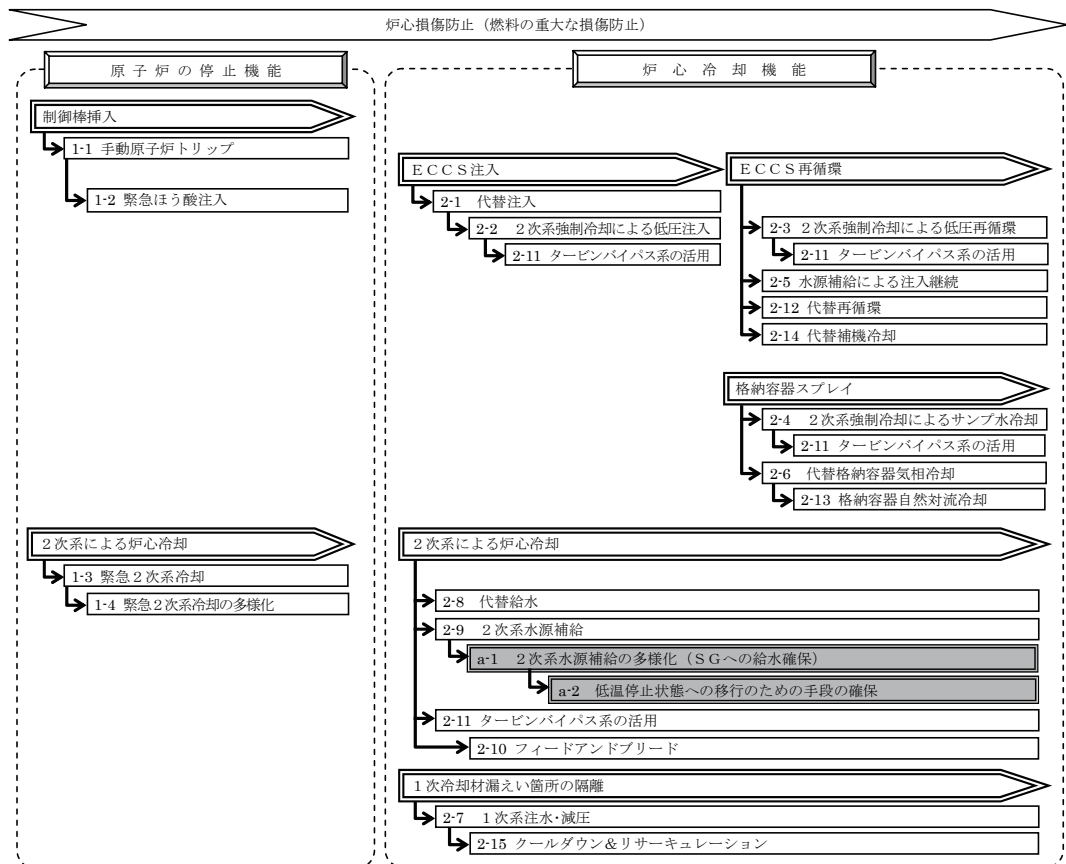 炉心損傷防止（燃料の重大な損傷防止）
原子炉の停止機能
制御棒挿入
1-1 手動原子炉トリップ
1-2 緊急ほう酸注入
２次系による炉心冷却
1-3 緊急２次系冷却
1-4 緊急２次系冷却の多様化
炉心冷却機能
ＥＣＣＳ注入
2-1 代替注入
2-2 ２次系強制冷却による低圧注入
2-11 タービンバイパス系の活用
ＥＣＣＳ再循環
2-3 ２次系強制冷却による低圧再循環
2-11 タービンバイパス系の活用
2-5 水源補給による注入継続
2-12 代替再循環
2-14 代替補機冷却
格納容器スプレイ
2-4 ２次系強制冷却によるサンプ水冷却
2-11 タービンバイパス系の活用
2-6 代替格納容器気相冷却
2-13 格納容器自然対流冷却
２次系による炉心冷却
2-8 代替給水
2-9 ２次系水源補給
a-1 ２次系水源補給の多様化（ＳＧへの給水確保）
a-2 低温停止状態への移行のための手段の確保
2-11 タービンバイパス系の活用
2-10 フィードアンドブリード
１次冷却材漏えい箇所の隔離
2-7 １次系注水・減圧
2-15 クールダウン＆リサーキュレーション